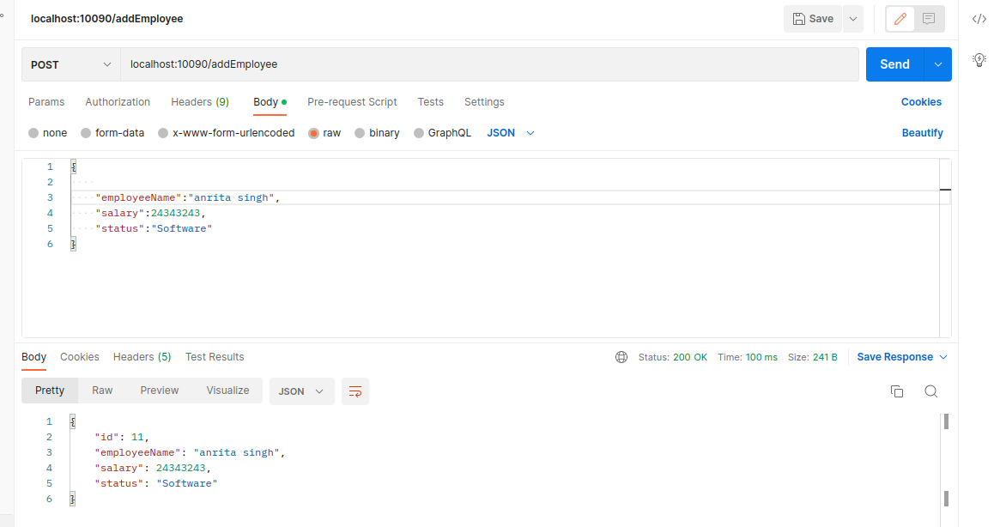 localhost:10090/addEmployee
Save
POST
localhost:10090/addEmployee
Send
Params Authorization Headers (9) Body Pre-request Script Tests Settings Cookies
none form-data x-www-form-urlencoded raw binary GraphQL JSON Beautify
1 {
2
3 "employeeName":"anrita singh",
4 "salary":24343243,
5 "status":"Software"
6 }
Body Cookies Headers (5) Test Results Status: 200 OK Time: 100 ms Size: 241 B Save Response
Pretty Raw Preview Visualize JSON
1 {
2 "id": 11,
3 "employeeName": "anrita singh",
4 "salary": 24343243,
5 "status": "Software"
6 }